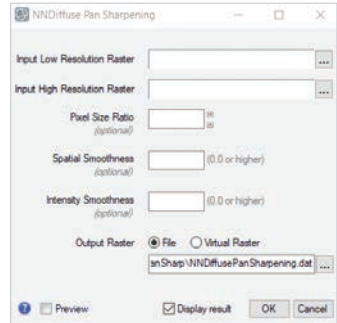 NNDiffuse Pan Sharpening
Input Low Resolution Raster
...
Input High Resolution Raster
...
Pixel Size Ratio
(optional)
Spatial Smoothness (0.0 or higher)
(optional)
Intensity Smoothness (0.0 or higher)
(optional)
Output Raster File Virtual Raster
anSharp\NNDiffusePanSharpening.dat ...
? Preview Display result OK Cancel